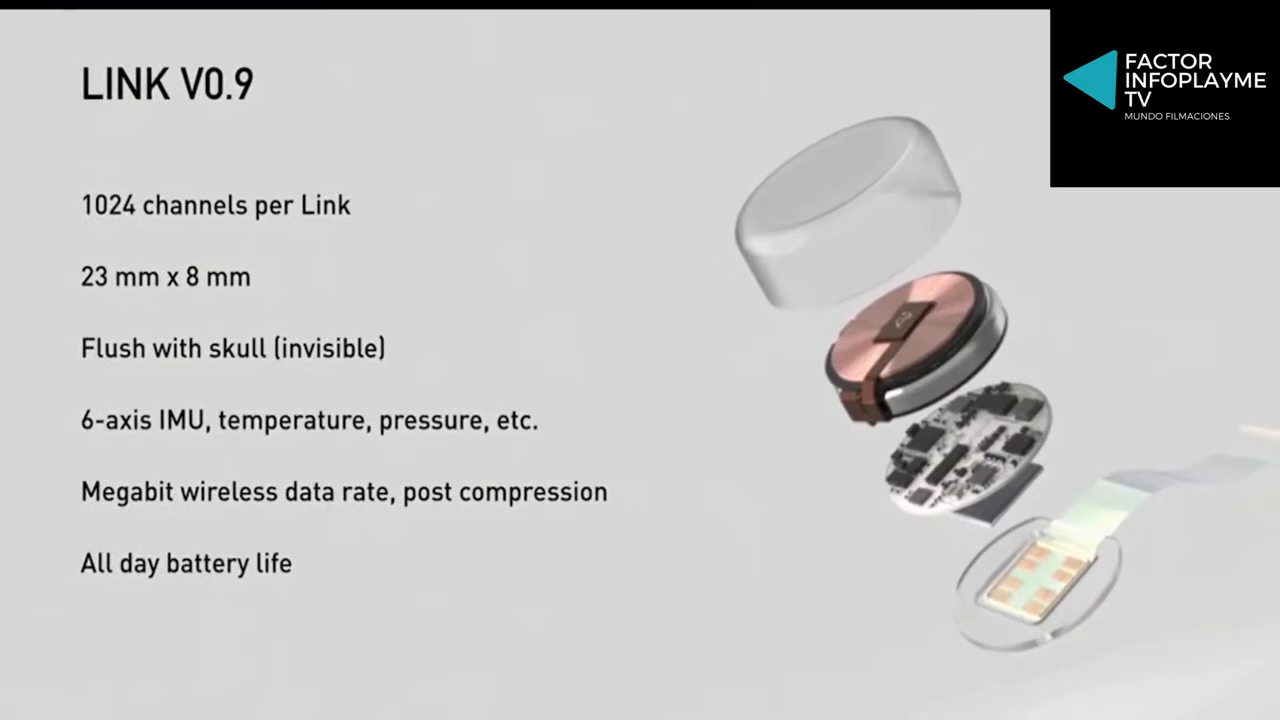 LINK V0.9
1024 channels per Link
23 mm x 8 mm
Flush with skull (invisible)
6-axis IMU, temperature, pressure, etc.
Megabit wireless data rate, post compression
All day battery life
FACTOR
INFOPLAYME
TV
MUNDO FILMACIONES